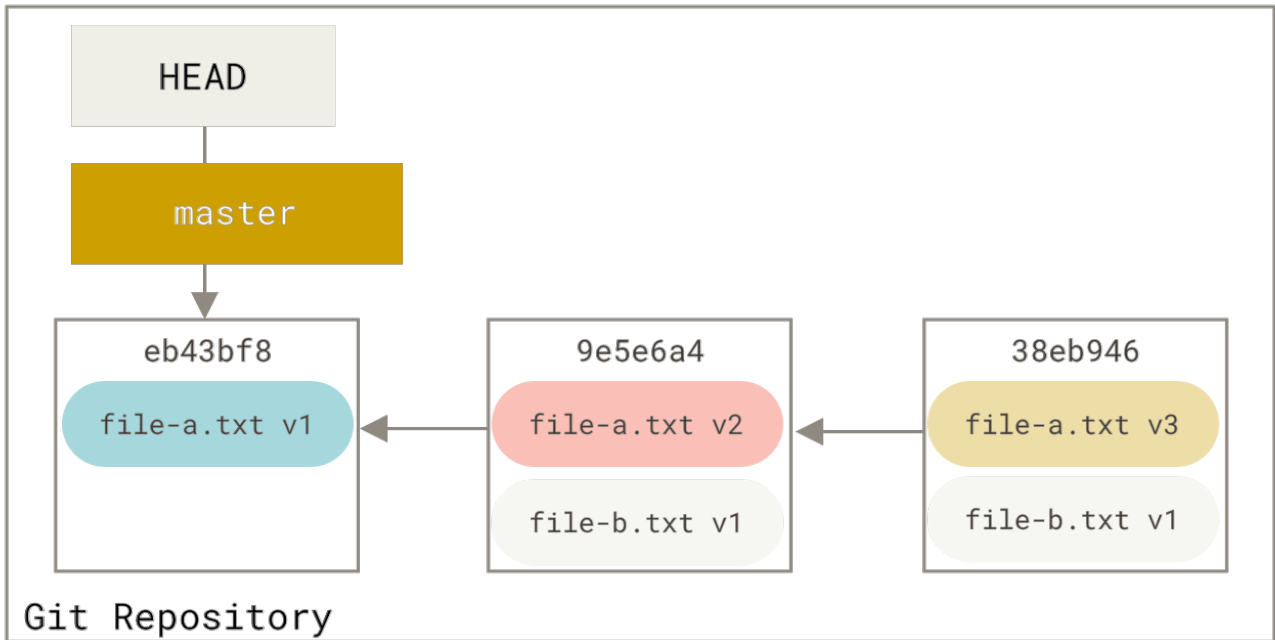 HEAD
master
eb43bf8
9e5e6a4
38eb946
file-a.txt v1
file-a.txt v2
file-a.txt v3
file-b.txt v1
file-b.txt v1
Git Repository